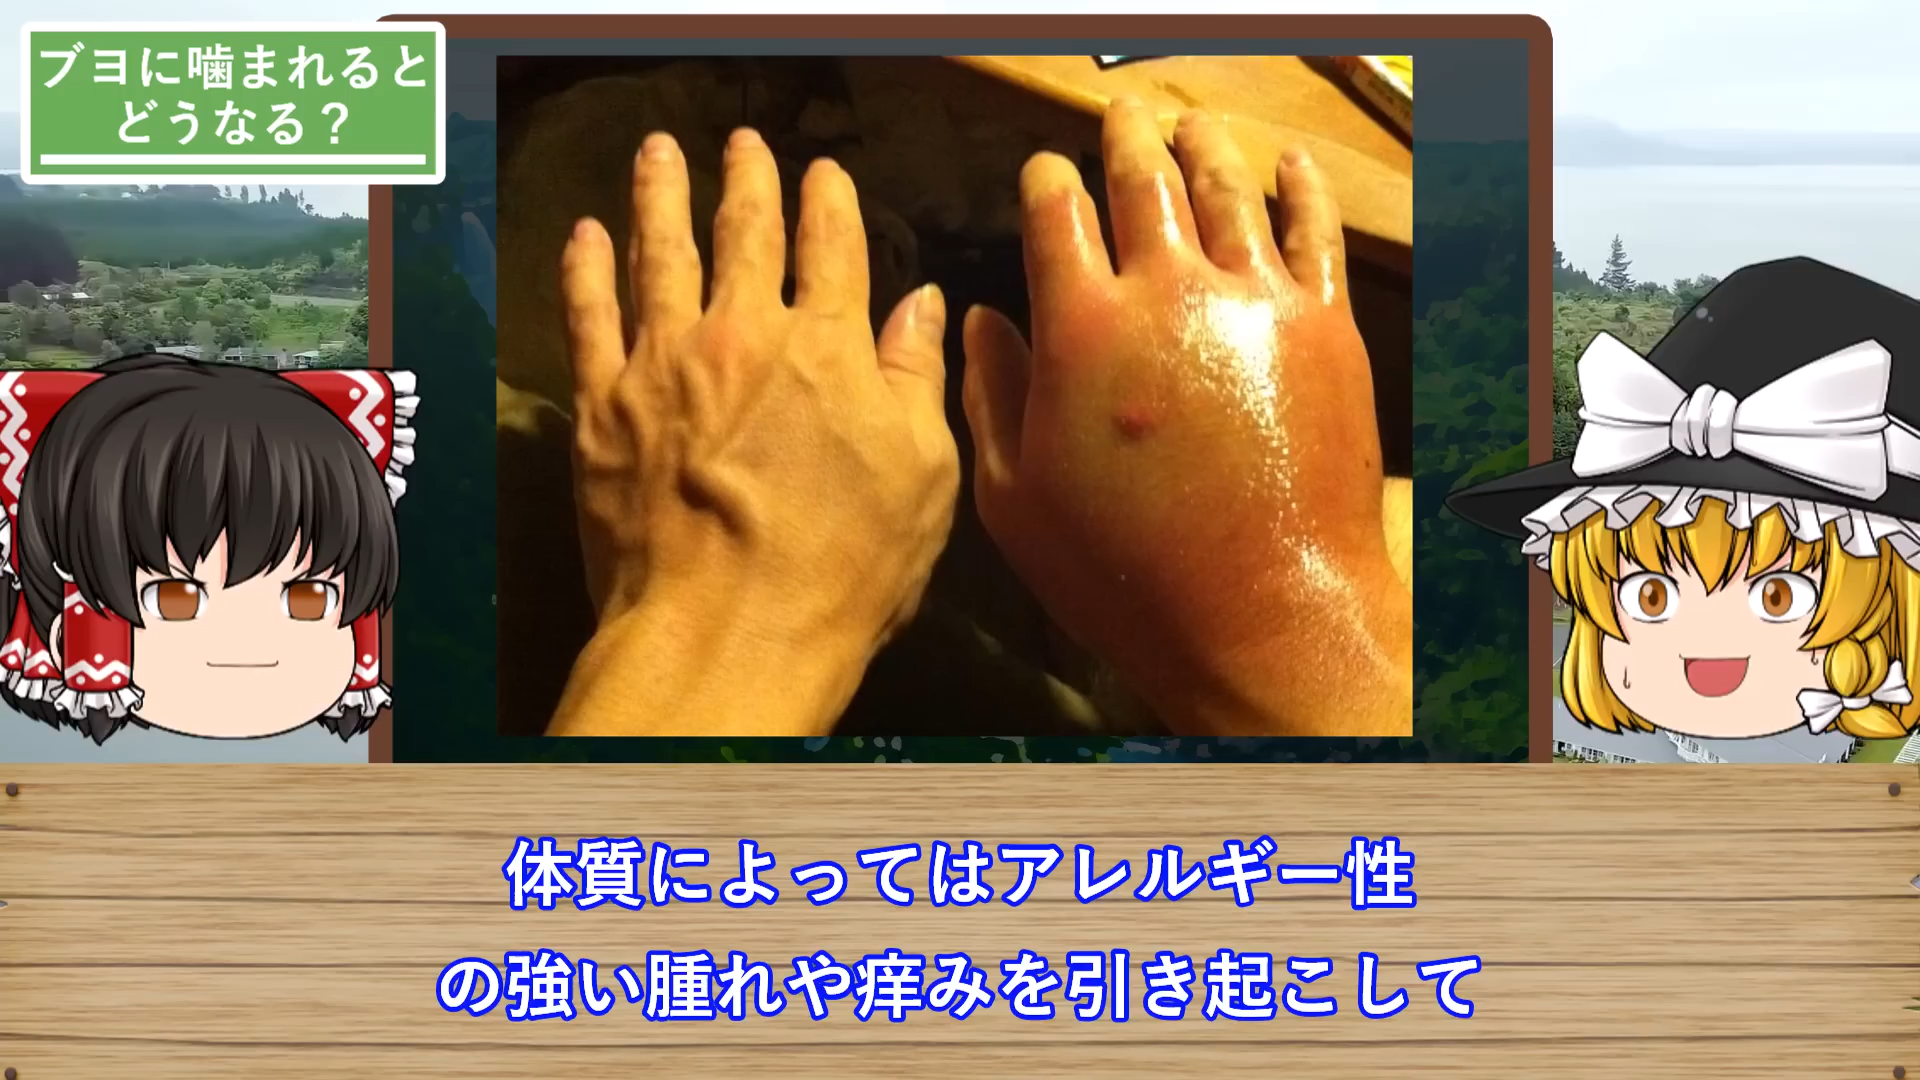 ブヨに噛まれると
どうなる？
体質によってはアレルギー性
の強い腫れや痒みを引き起こして